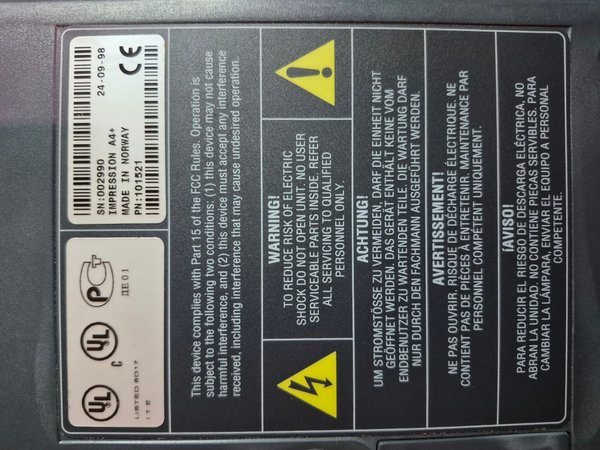 SN:002990 24-09-98
IMPRESSION A4+
MADE IN NORWAY
PN:101521
CE
UL
LISTED 8D17
I T E
C UL
PCT
ПЕ01
This device complies with Part 15 of the FCC Rules. Operation is
subject to the following two conditions: (1) this device may not cause
harmful interference, and (2) this device must accept any interference
received, including interference that may cause undesired operation.
WARNING!
TO REDUCE RISK OF ELECTRIC
SHOCK DO NOT OPEN UNIT. NO USER
SERVICEABLE PARTS INSIDE. REFER
ALL SERVICING TO QUALIFIED
PERSONNEL ONLY.
ACHTUNG!
UM STROMSTÖSSE ZU VERMEIDEN, DARF DIE EINHEIT NICHT
GEÖFFNET WERDEN. DAS GERÄT ENTHÄLT KEINE VOM
ENDBENUTZER ZU WARTENDEN TEILE. DIE WARTUNG DARF
NUR DURCH DEN FACHMANN AUSGEFÜHRT WERDEN.
AVERTISSEMENT!
NE PAS OUVRIR, RISQUE DE DÉCHARGE ÉLECTRIQUE. NE
CONTIENT PAS DE PIÈCES À ENTRETENIR. MAINTENANCE PAR
PERSONNEL COMPÉTENT UNIQUEMENT.
¡AVISO!
PARA REDUCIR EL RIESGO DE DESCARGA ELÉCTRICA, NO
ABRAN LA UNIDAD. NO CONTIENE PIECAS SERVIBLES. PARA
CAMBIAR LA LÁMPARA, ENVIAR EL EQUIPO A PERSONAL
COMPETENTE.